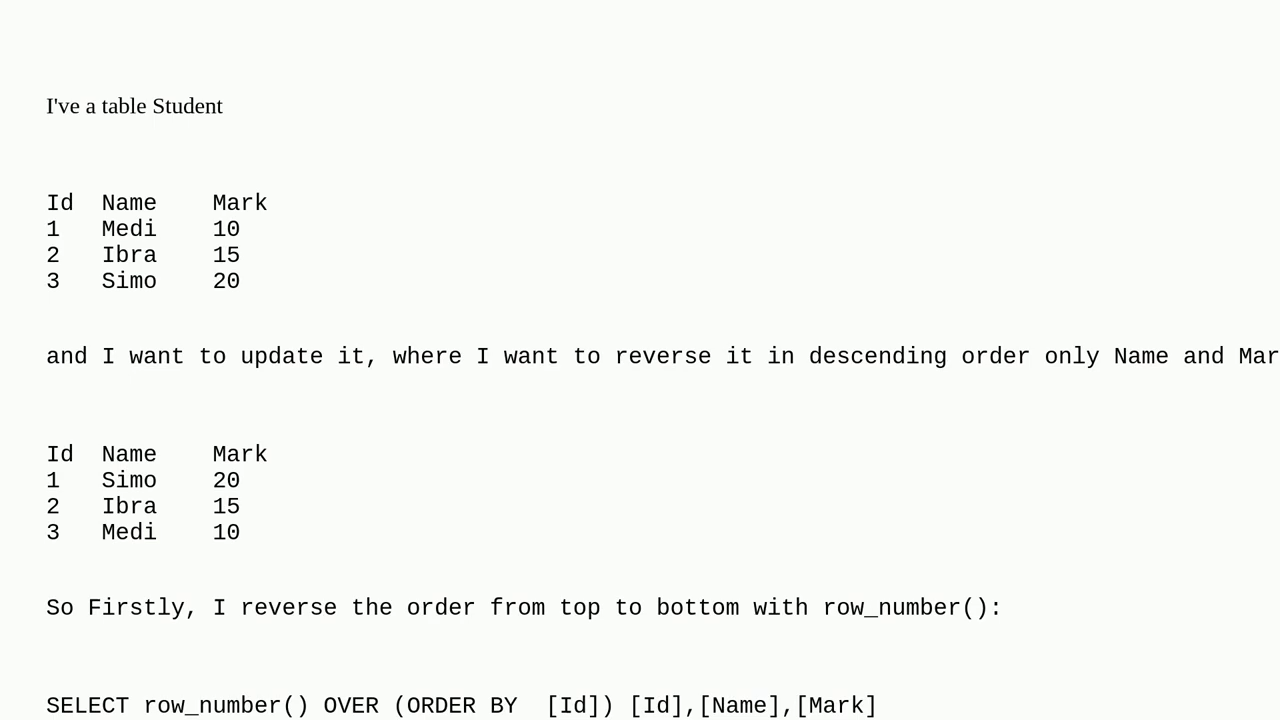 I've a table Student
Id  Name    Mark
1   Medi    10
2   Ibra    15
3   Simo    20
and I want to update it, where I want to reverse it in descending order only Name and Mar
Id  Name    Mark
1   Simo    20
2   Ibra    15
3   Medi    10
So Firstly, I reverse the order from top to bottom with row_number():
SELECT row_number() OVER (ORDER BY  [Id]) [Id],[Name],[Mark]